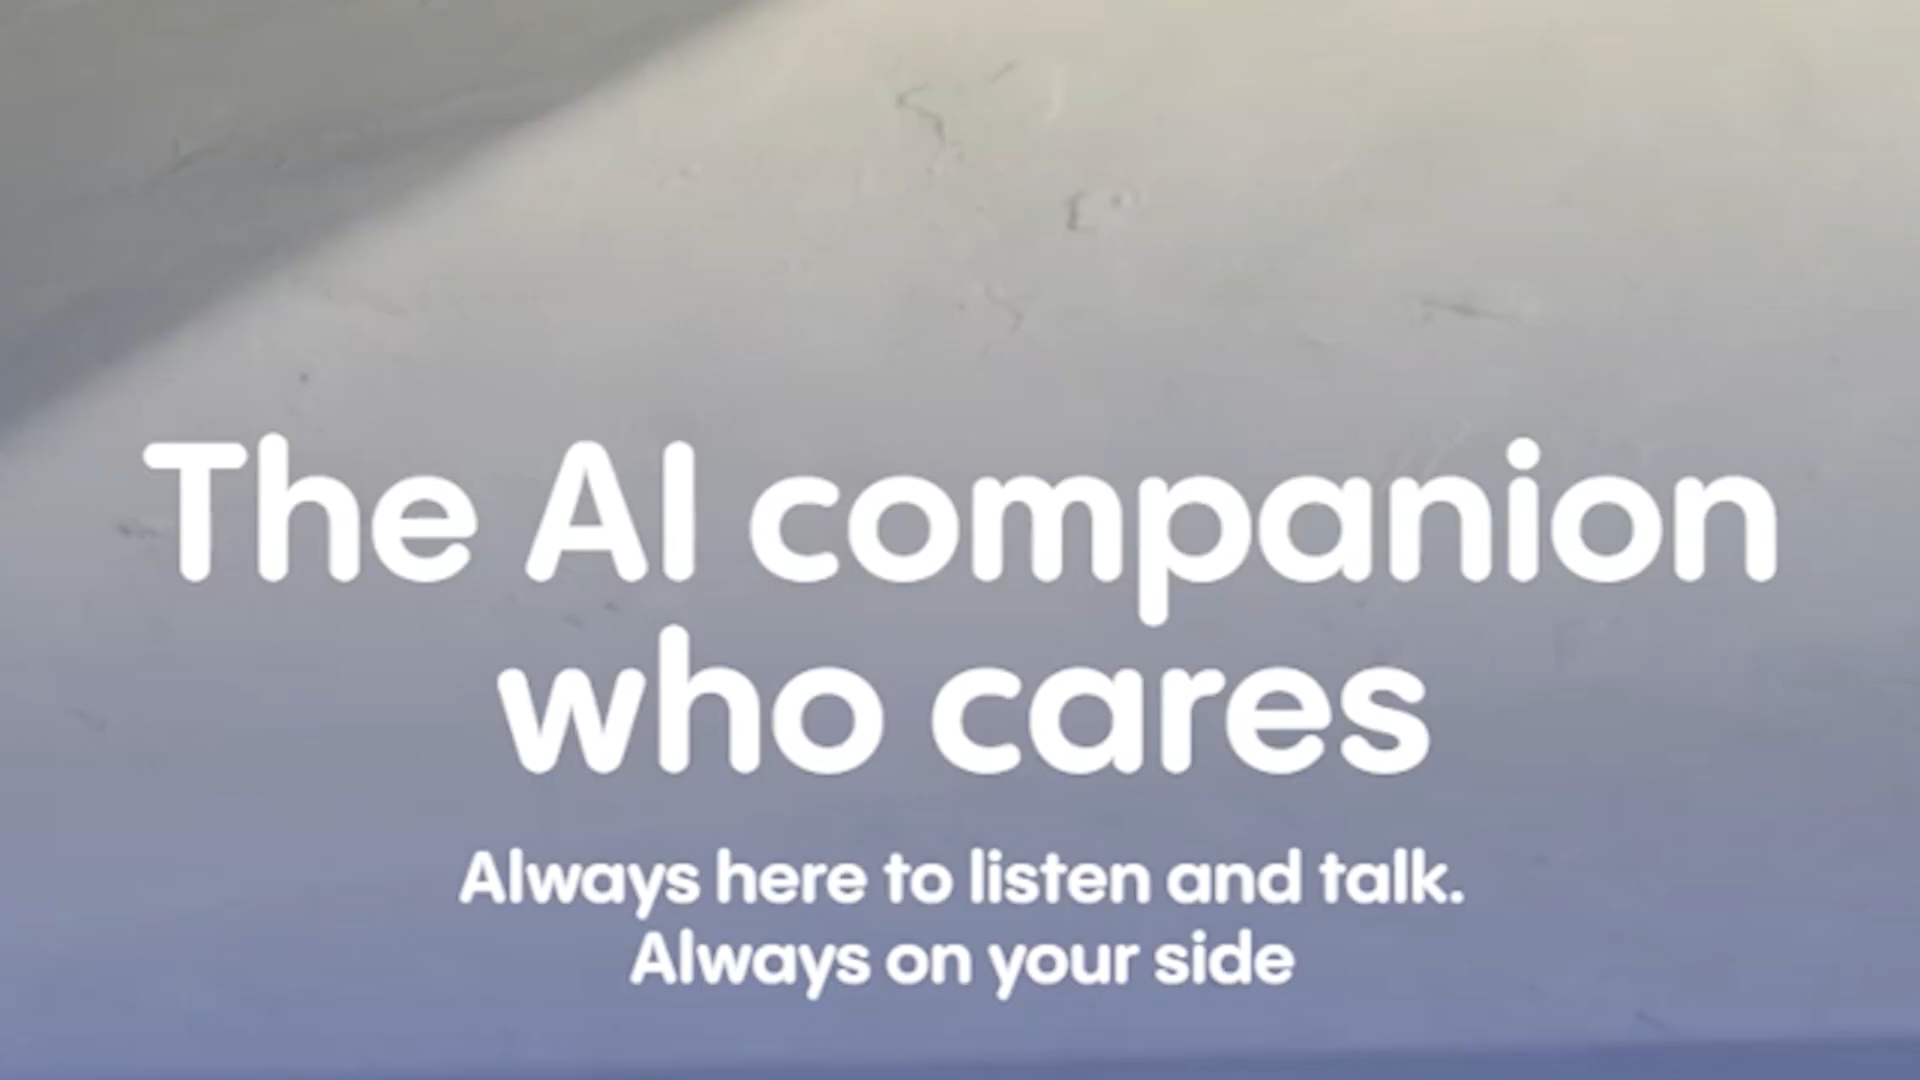 The AI companion
who cares
Always here to listen and talk.
Always on your side